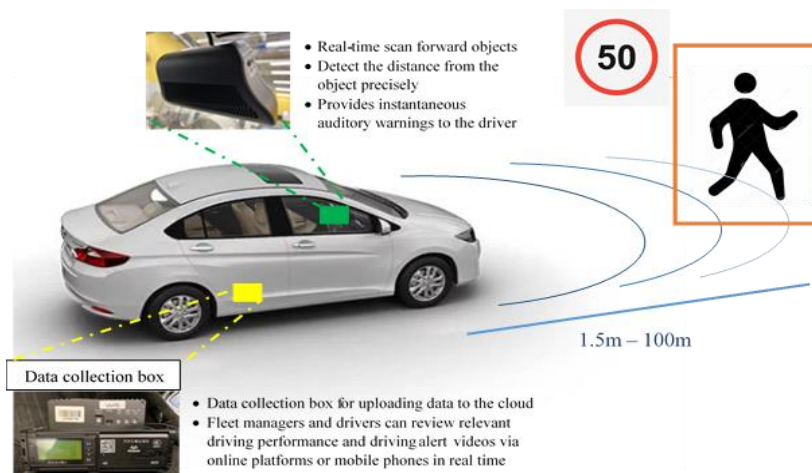 • Real-time scan forward objects
• Detect the distance from the
object precisely
• Provides instantaneous
auditory warnings to the driver
50
1.5m – 100m
Data collection box
• Data collection box for uploading data to the cloud
• Fleet managers and drivers can review relevant
driving performance and driving alert videos via
online platforms or mobile phones in real time